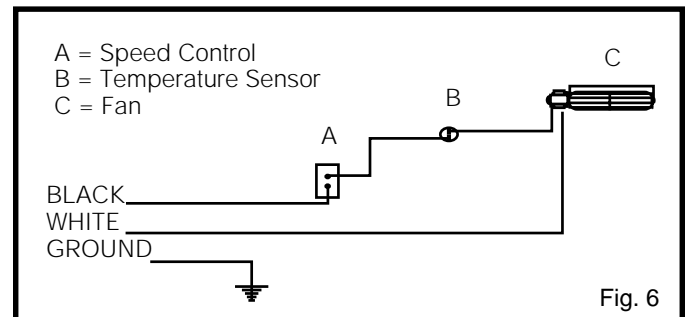 A = Speed Control
B = Temperature Sensor
C = Fan
C
B
A
BLACK
WHITE
GROUND
Fig. 6